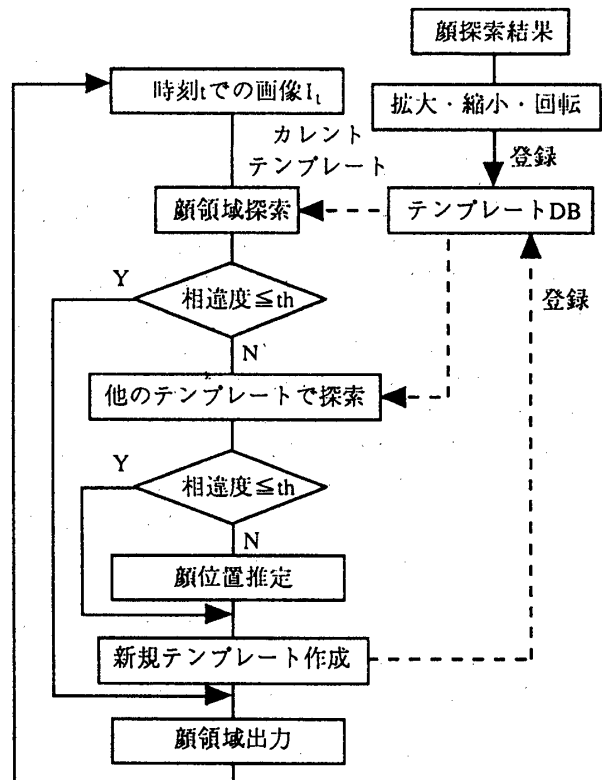 顔探索結果
時刻tでの画像It
拡大・縮小・回転
カレント
テンプレート
登録
顔領域探索
テンプレートDB
Y
相違度≦th
登録
N
他のテンプレートで探索
Y
相違度≦th
N
顔位置推定
新規テンプレート作成
顔領域出力